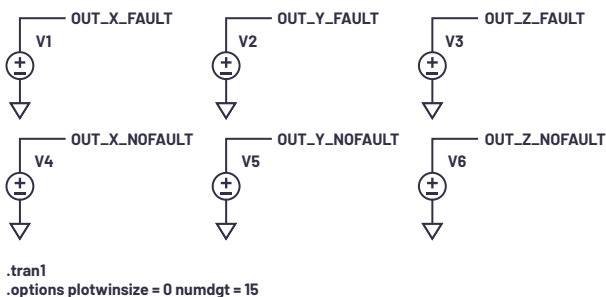 OUT_X_FAULT OUT_Y_FAULT OUT_Z_FAULT
V1 V2 V3
OUT_X_NOFAULT OUT_Y_NOFAULT OUT_Z_NOFAULT
V4 V5 V6
.tran1
.options plotwinsize = 0 numdgt = 15